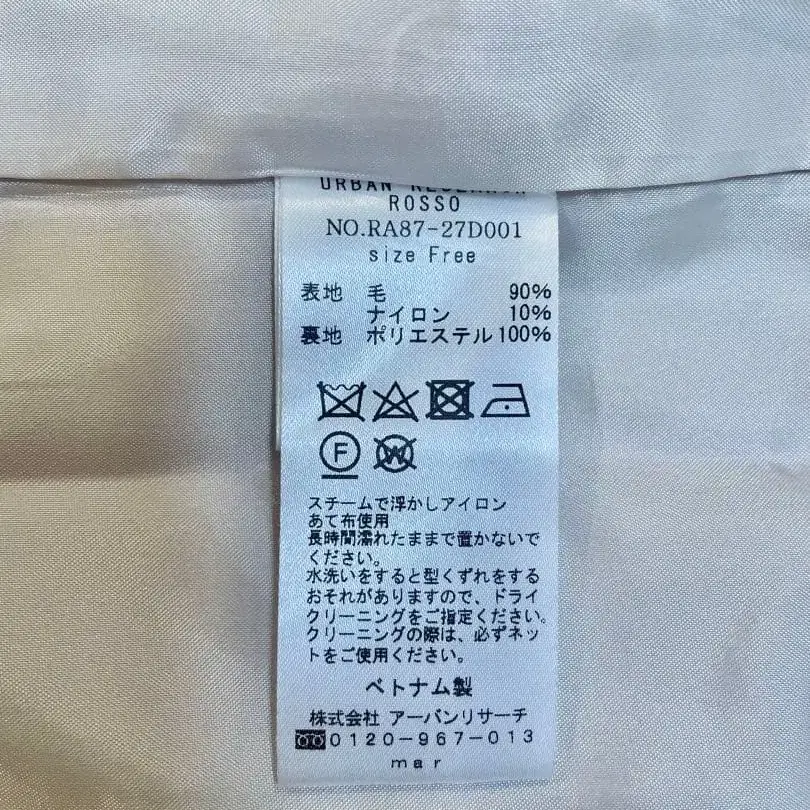 URBAN RESEARCH
ROSSO
NO.RA87-27D001
size Free
表地 毛 90%
ナイロン 10%
裏地 ポリエステル 100%
F W
スチームで浮かしアイロン
あて布使用
長時間濡れたままで置かないで
ください。
水洗いをすると型くずれをする
おそれがありますので、ドライ
クリーニングをご指定ください。
クリーニングの際は、必ずネッ
トをご使用ください。
ベトナム製
株式会社 アーバンリサーチ
0120-967-013
mar